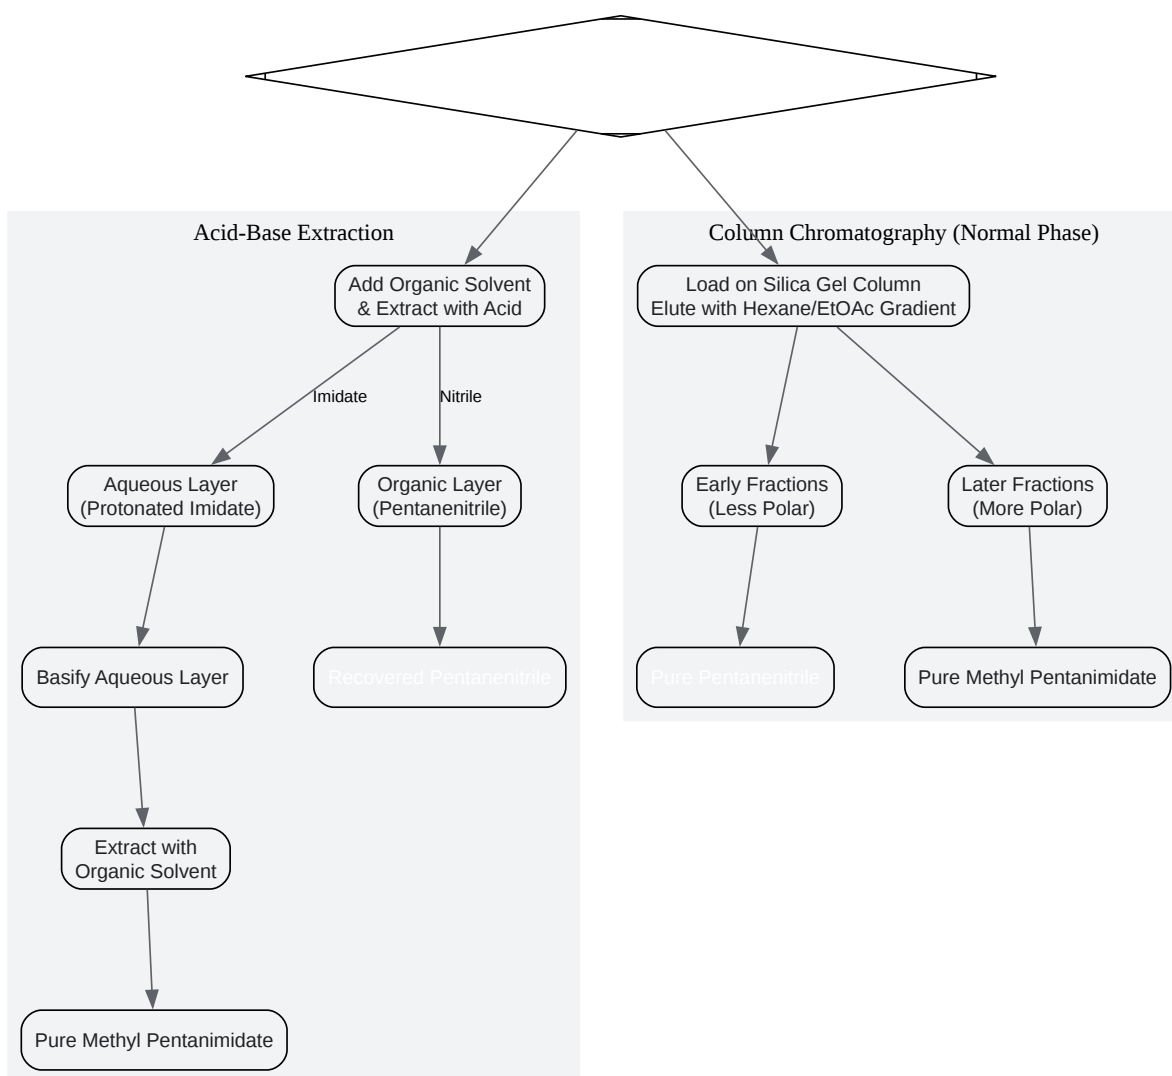 Acid-Base Extraction
Column Chromatography (Normal Phase)
Add Organic Solvent
& Extract with Acid
Load on Silica Gel Column
Elute with Hexane/EtOAc Gradient
Imidate
Nitrile
Aqueous Layer
(Protonated Imidate)
Organic Layer
(Pentanenitrile)
Early Fractions
(Less Polar)
Later Fractions
(More Polar)
Basify Aqueous Layer
Recovered Pentanenitrile
Pure Pentanenitrile
Pure Methyl Pentanimidate
Extract with
Organic Solvent
Pure Methyl Pentanimidate